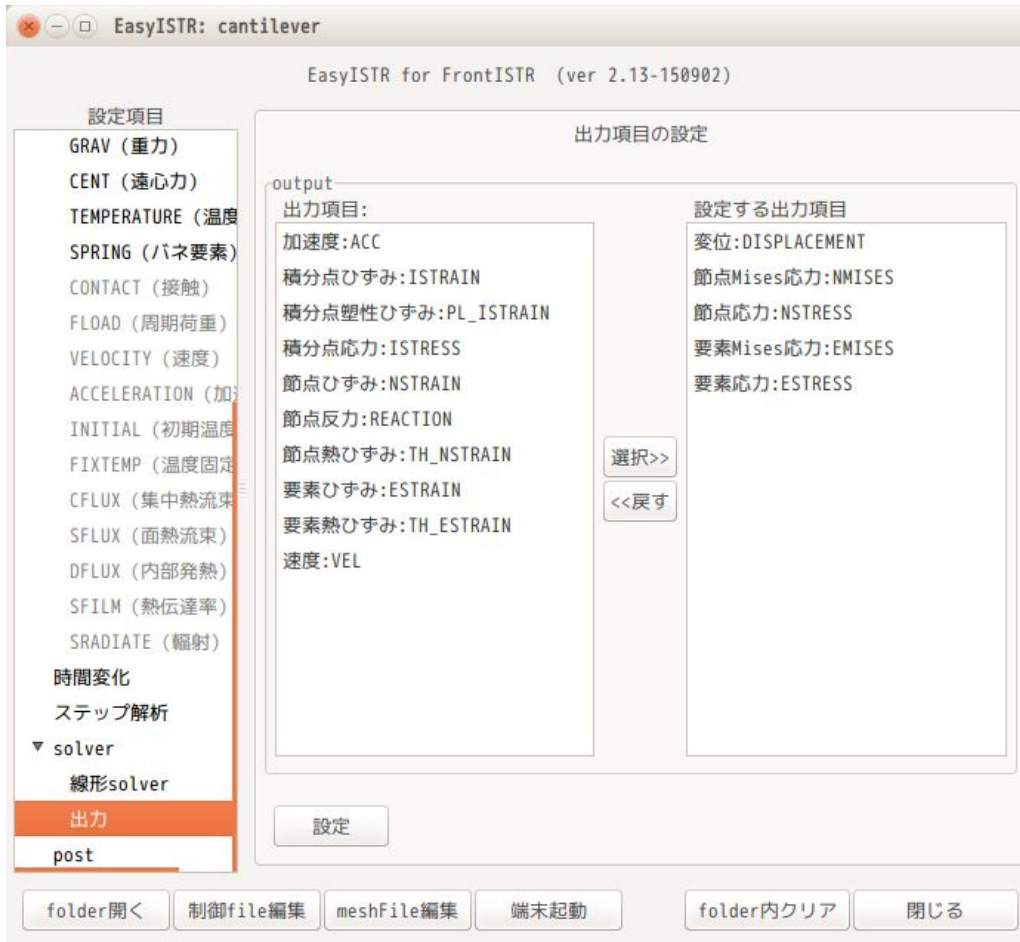 EasyISTR: cantilever
EasyISTR for FrontISTR (ver 2.13-150902)
設定項目
GRAV (重力)
CENT (遠心力)
TEMPERATURE (温度
SPRING (バネ要素)
CONTACT (接触)
FLOAD (周期荷重)
VELOCITY (速度)
ACCELERATION (加
INITIAL (初期温度
FIXTEMP (温度固定
CFLUX (集中熱流束
SFLUX (面熱流束)
DFLUX (内部発熱)
SFILM (熱伝達率)
SRADIATE (輻射)
時間変化
ステップ解析
solver
線形solver
出力
post
出力項目の設定
output
出力項目:
加速度:ACC
積分点ひずみ:ISTRAIN
積分点塑性ひずみ:PL_ISTRAIN
積分点応力:ISTRESS
節点ひずみ:NSTRAIN
節点反力:REACTION
節点熱ひずみ:TH_NSTRAIN
要素ひずみ:ESTRAIN
要素熱ひずみ:TH_ESTRAIN
速度:VEL
選択>>
<<戻す
設定する出力項目
変位:DISPLACEMENT
節点Mises応力:NMISES
節点応力:NSTRESS
要素Mises応力:EMISES
要素応力:ESTRESS
設定
folder開く
制御file編集
meshFile編集
端末起動
folder内クリア
閉じる